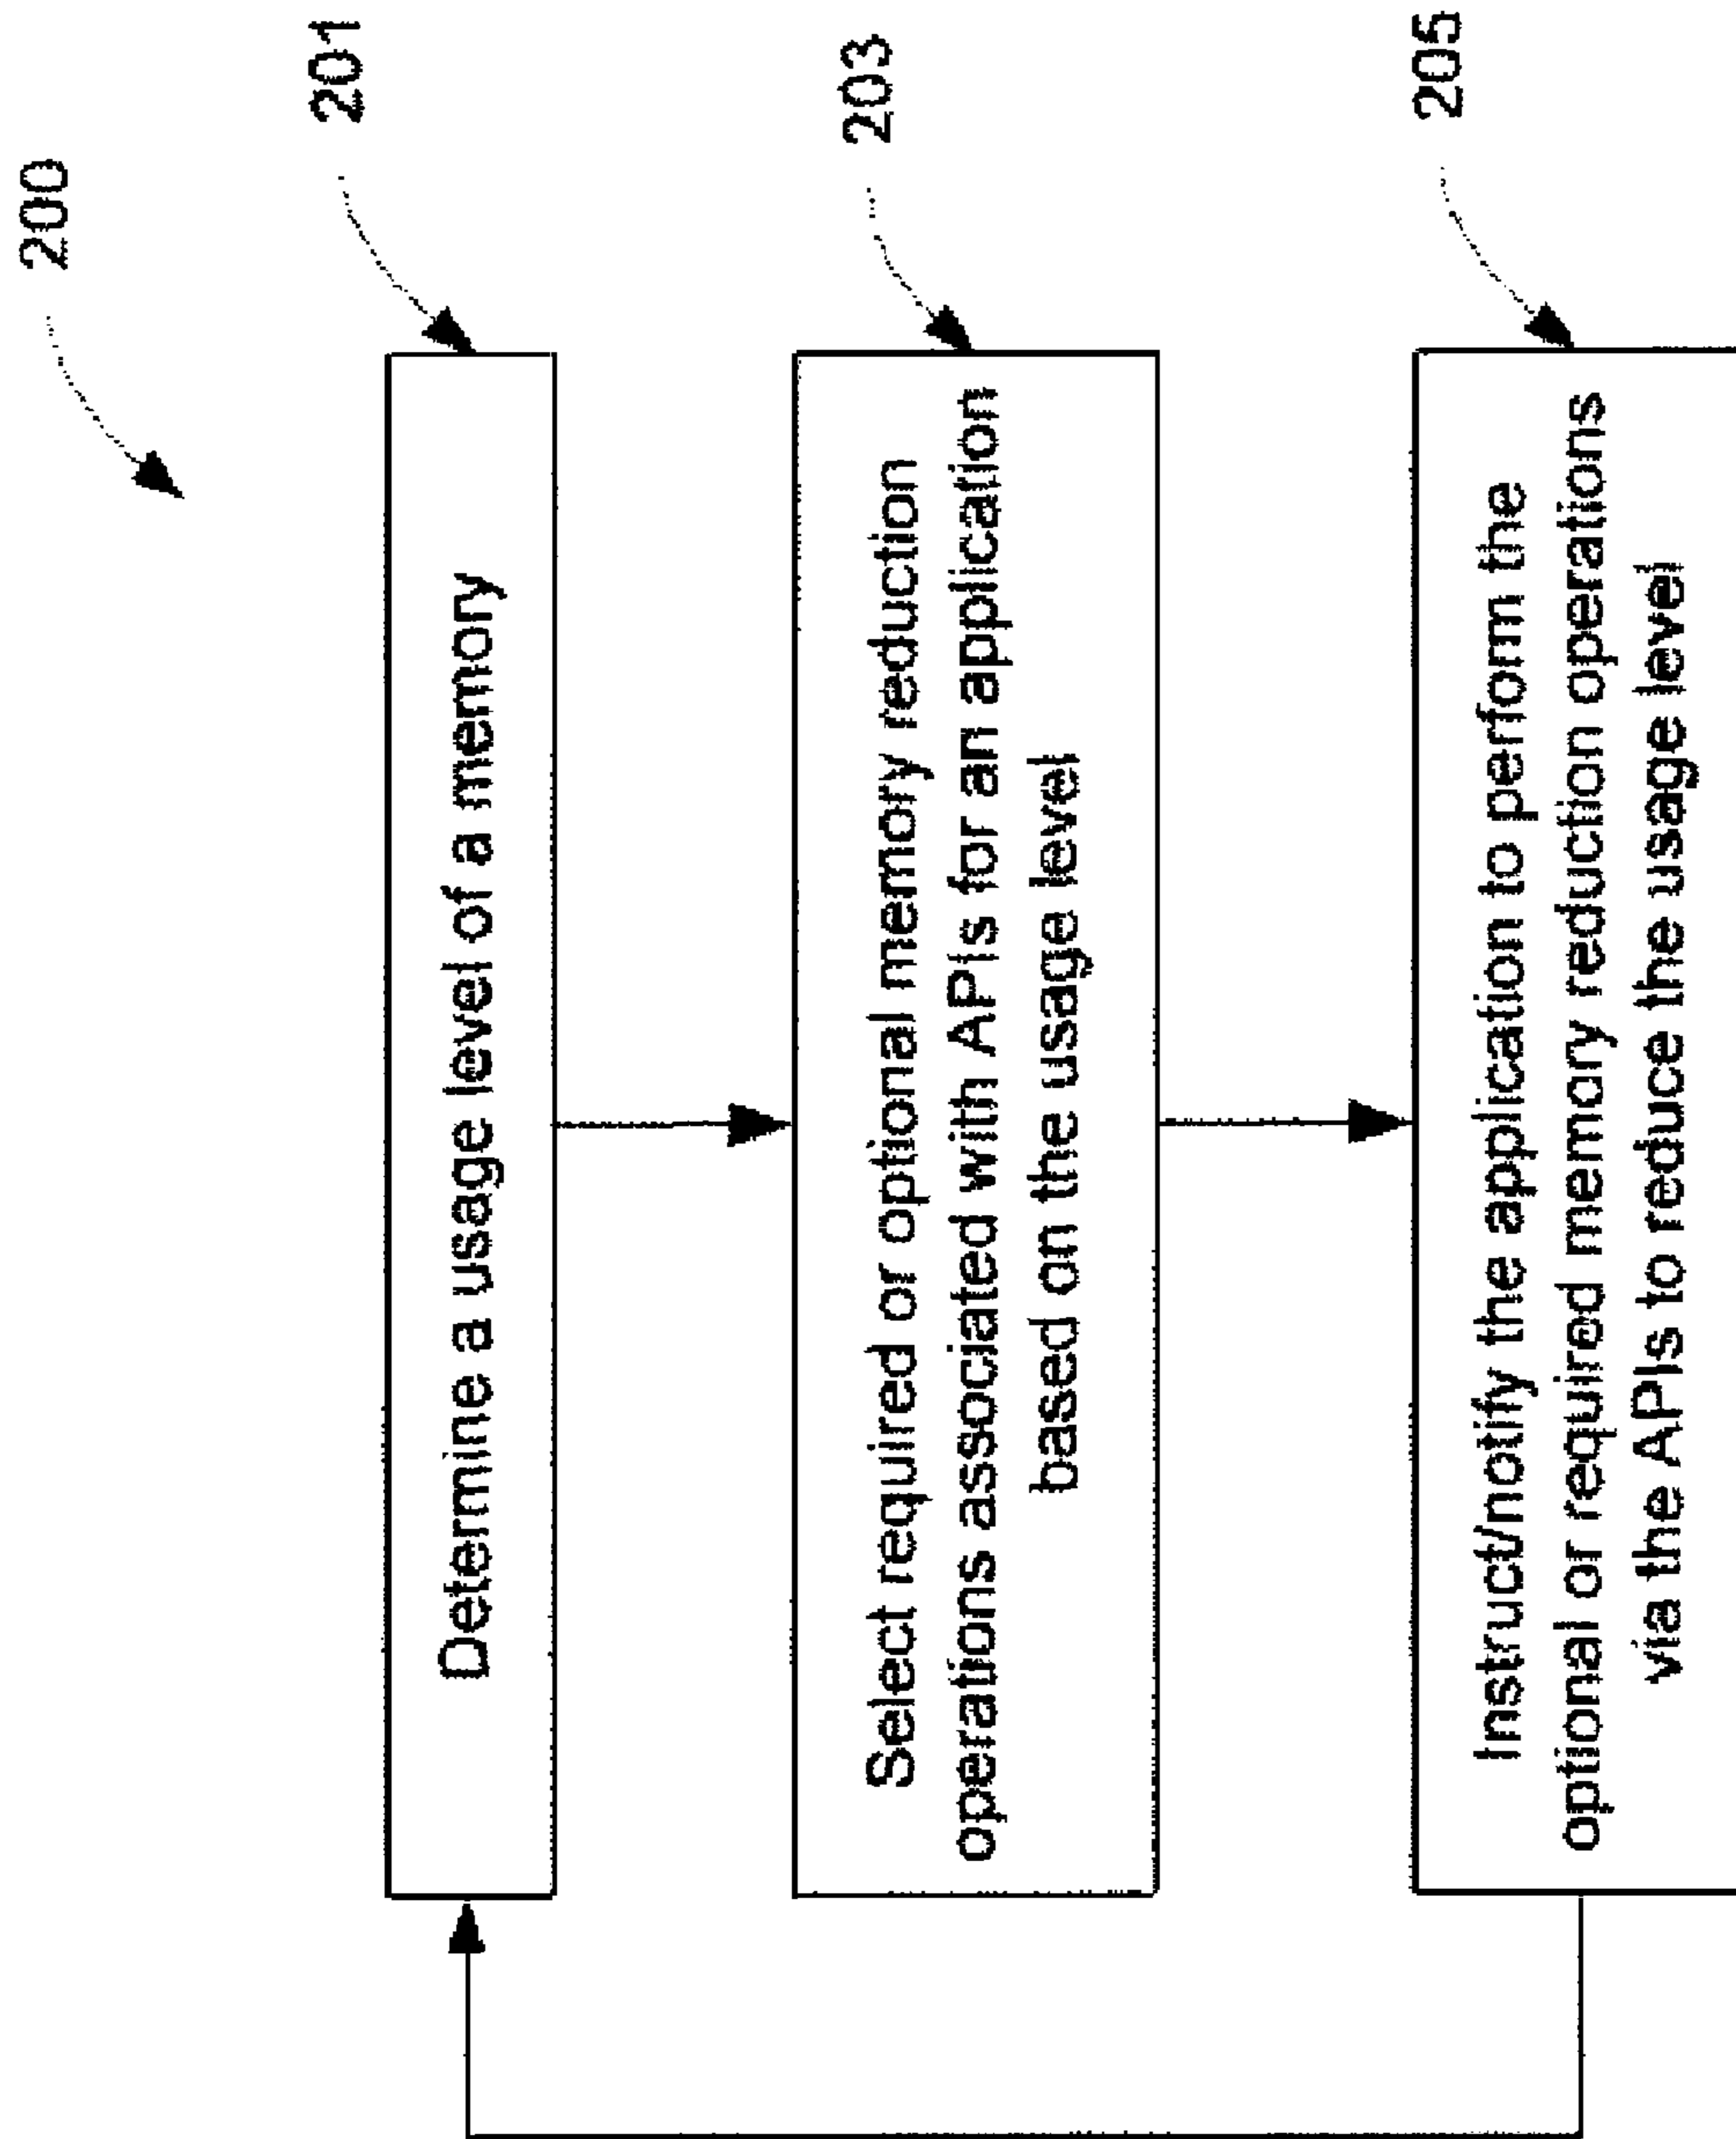 200
201
Determine a usage level of a memory
203
Select required or optional memory reduction
operations associated with APIs for an application
based on the usage level
205
Instruct/notify the application to perform the
optional or required memory reduction operations
via the APIs to reduce the usage level